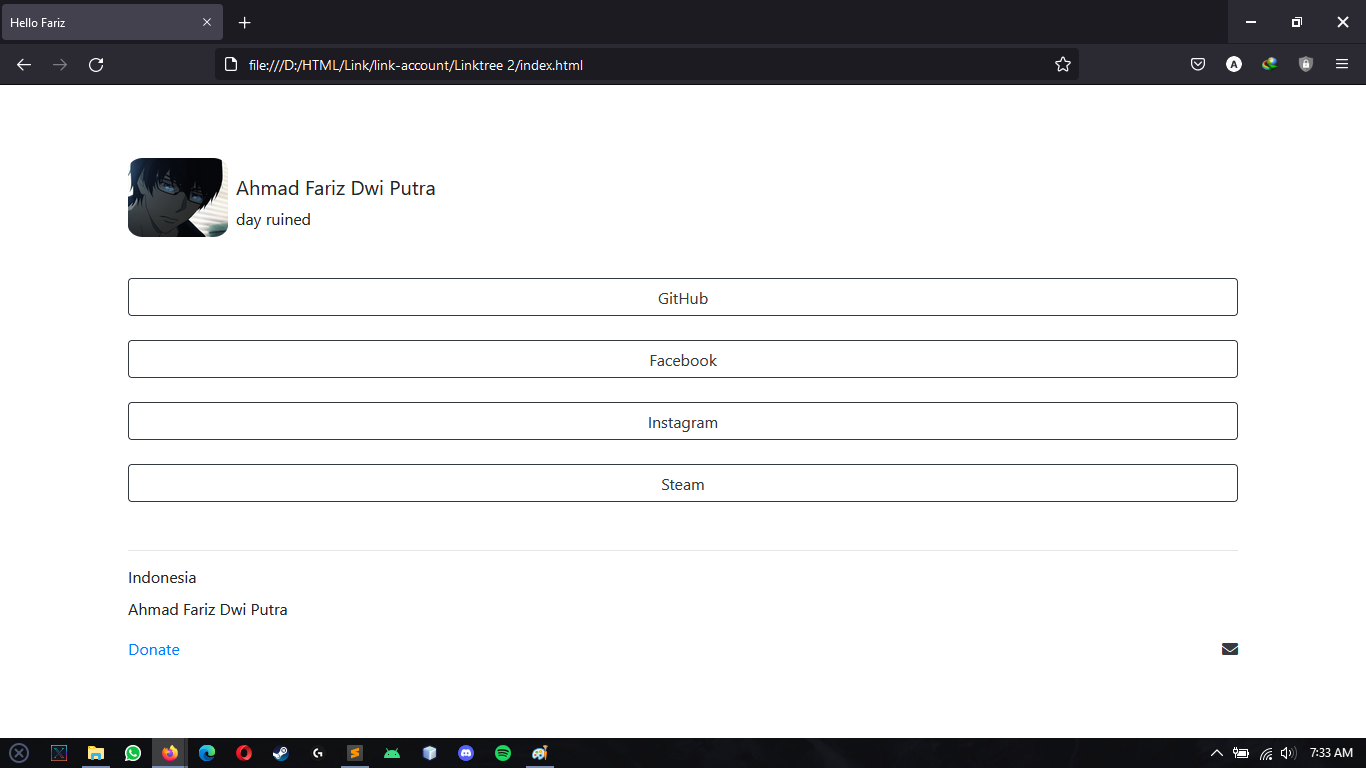 Hello Fariz
file:///D:/HTML/Link/link-account/Linktree 2/index.html
A
Ahmad Fariz Dwi Putra
day ruined
GitHub
Facebook
Instagram
Steam
Indonesia
Ahmad Fariz Dwi Putra
Donate
7:33 AM